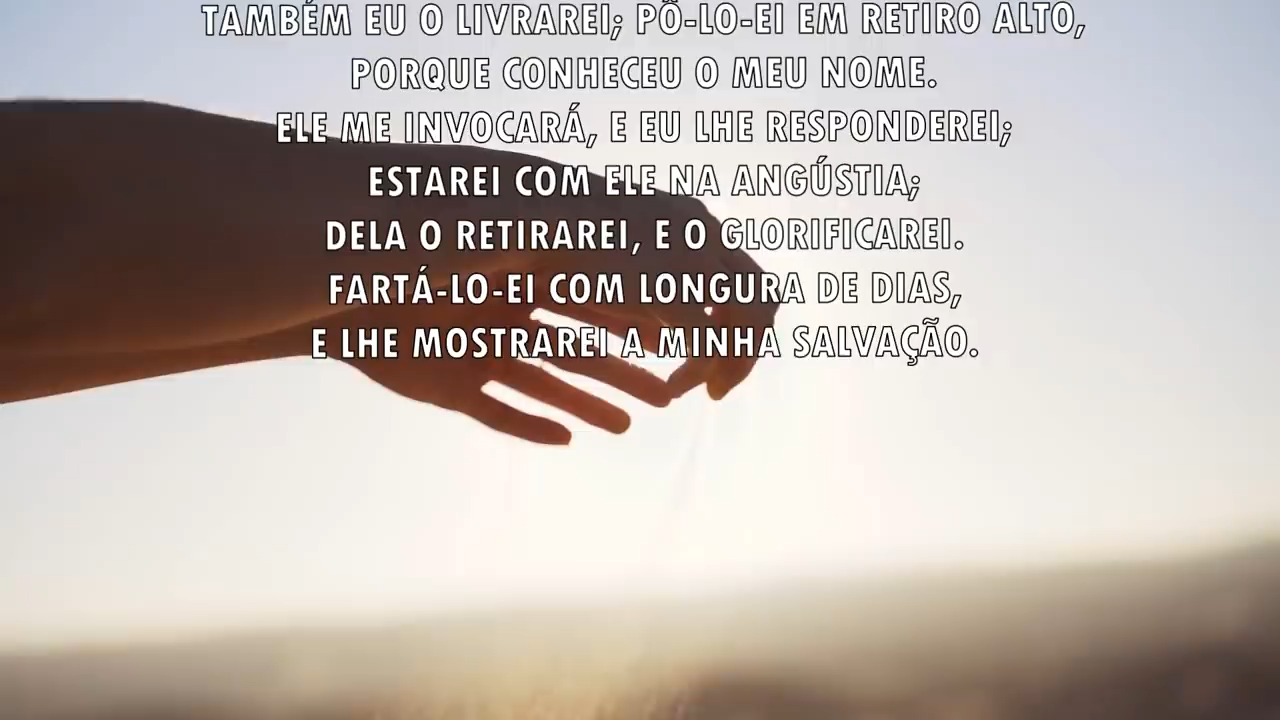 TAMBÉM EU O LIVRAREI; PÔ-LO-EI EM RETIRO ALTO,
PORQUE CONHECEU O MEU NOME.
ELE ME INVOCARÁ, E EU LHE RESPONDEREI;
ESTAREI COM ELE NA ANGÚSTIA;
DELA O RETIRAREI, E O GLORIFICAREI.
FARTÁ-LO-EI COM LONGURA DE DIAS,
E LHE MOSTRAREI A MINHA SALVAÇÃO.